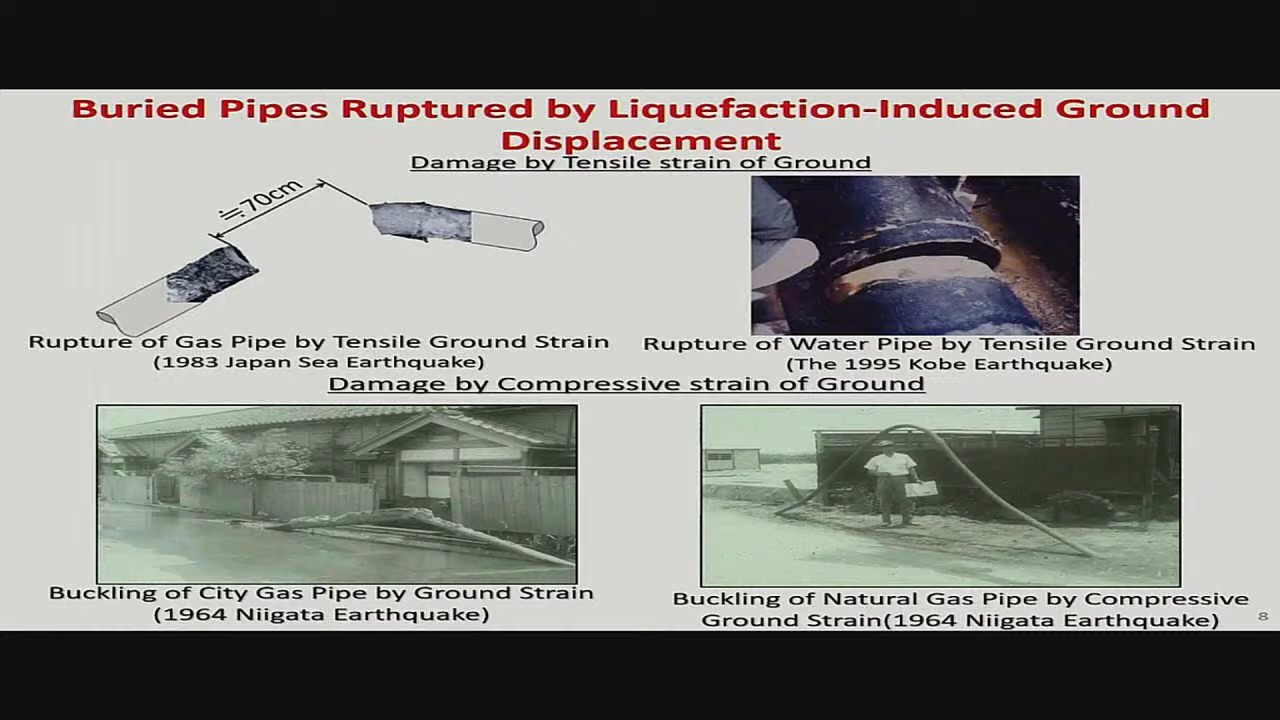 Buried Pipes Ruptured by Liquefaction-Induced Ground
Displacement
Damage by Tensile strain of Ground
≒70cm
Rupture of Gas Pipe by Tensile Ground Strain
(1983 Japan Sea Earthquake)
Rupture of Water Pipe by Tensile Ground Strain
(The 1995 Kobe Earthquake)
Damage by Compressive strain of Ground
Buckling of City Gas Pipe by Ground Strain
(1964 Niigata Earthquake)
Buckling of Natural Gas Pipe by Compressive
Ground Strain(1964 Niigata Earthquake)
8